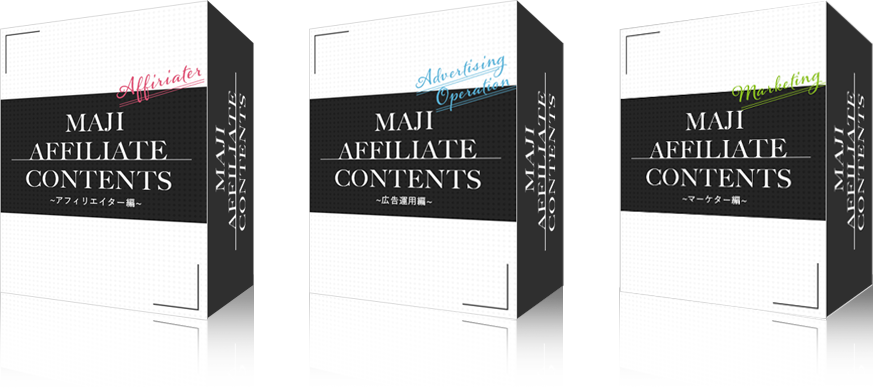 Affiriater
MAJI
AFFILIATE
CONTENTS
~アフィリエイター編~
MAJI
AFFILIATE
CONTENTS
Advertising
Operation
MAJI
AFFILIATE
CONTENTS
~広告運用編~
MAJI
AFFILIATE
CONTENTS
Marketing
MAJI
AFFILIATE
CONTENTS
~マーケター編~
MAJI
AFFILIATE
CONTENTS